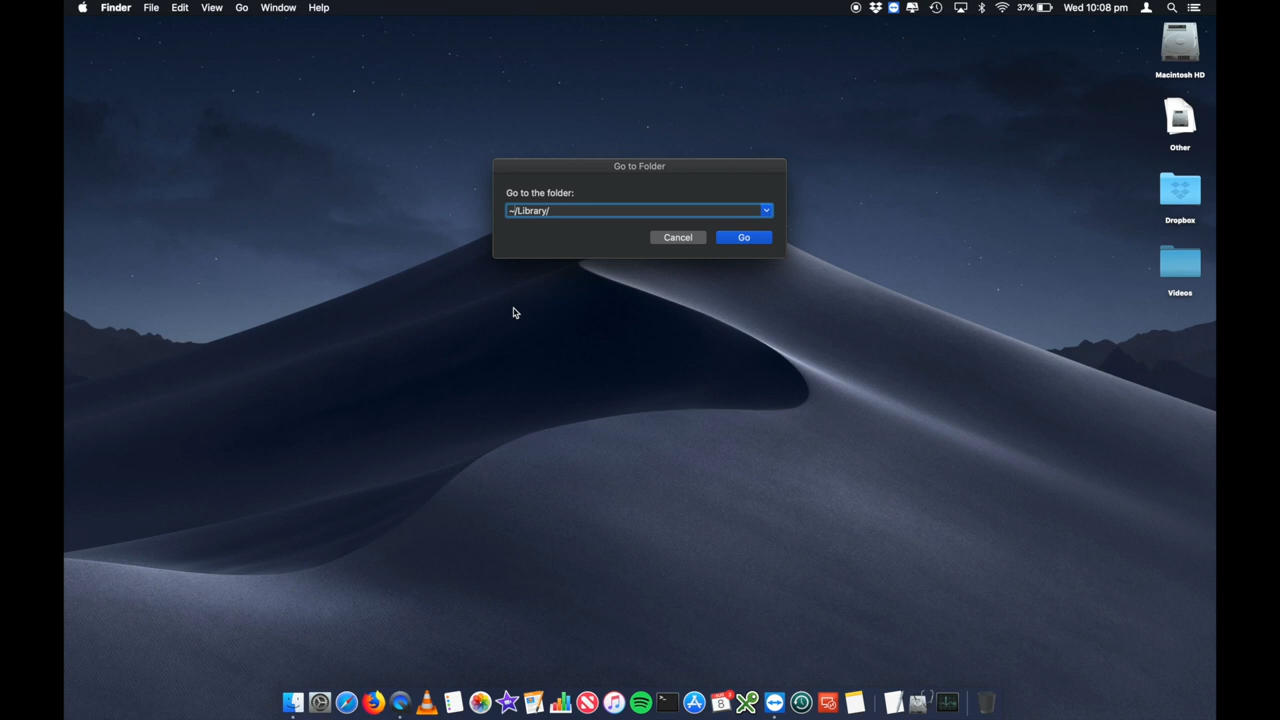 Finder File Edit View Go Window Help
37% Wed 10:08 pm
Macintosh HD
Other
Dropbox
Videos
Go to Folder
Go to the folder:
~/Library/
Cancel Go
8